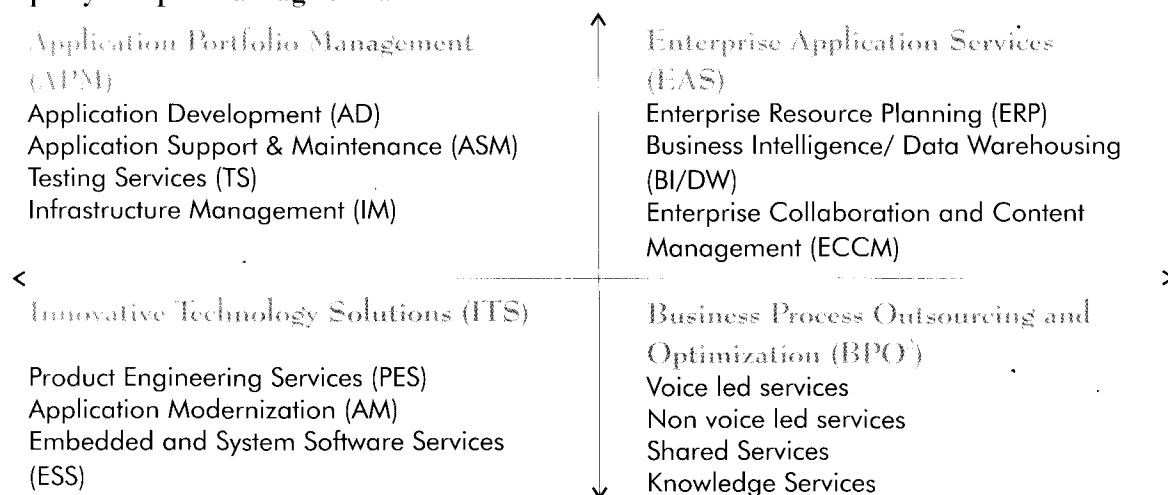 Application Portfolio Management
(APM)
Application Development (AD)
Application Support & Maintenance (ASM)
Testing Services (TS)
Infrastructure Management (IM)
Enterprise Application Services
(EAS)
Enterprise Resource Planning (ERP)
Business Intelligence/ Data Warehousing
(BI/DW)
Enterprise Collaboration and Content
Management (ECCM)
Innovative Technology Solutions (ITS)
Product Engineering Services (PES)
Application Modernization (AM)
Embedded and System Software Services
(ESS)
Business Process Outsourcing and
Optimization (BPO²)
Voice led services
Non voice led services
Shared Services
Knowledge Services